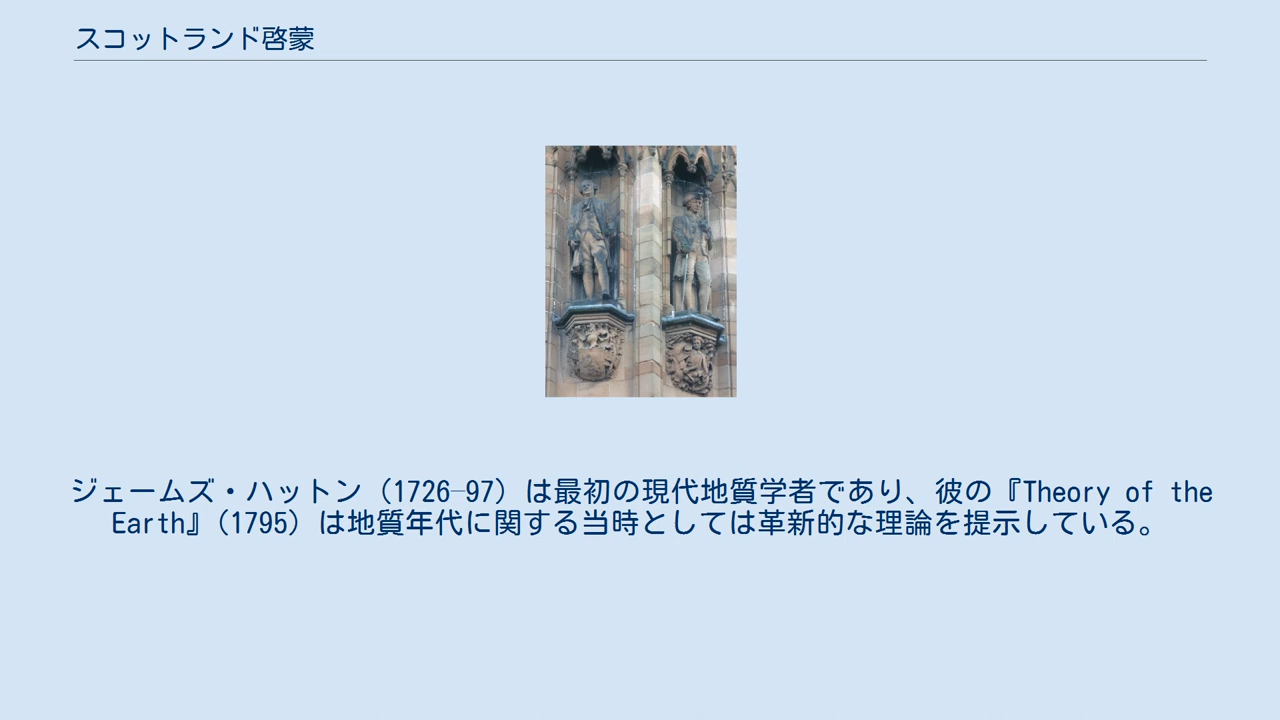 スコットランド啓蒙
ジェームズ・ハットン（1726–97）は最初の現代地質学者であり、彼の『Theory of the
Earth』（1795）は地質年代に関する当時としては革新的な理論を提示している。